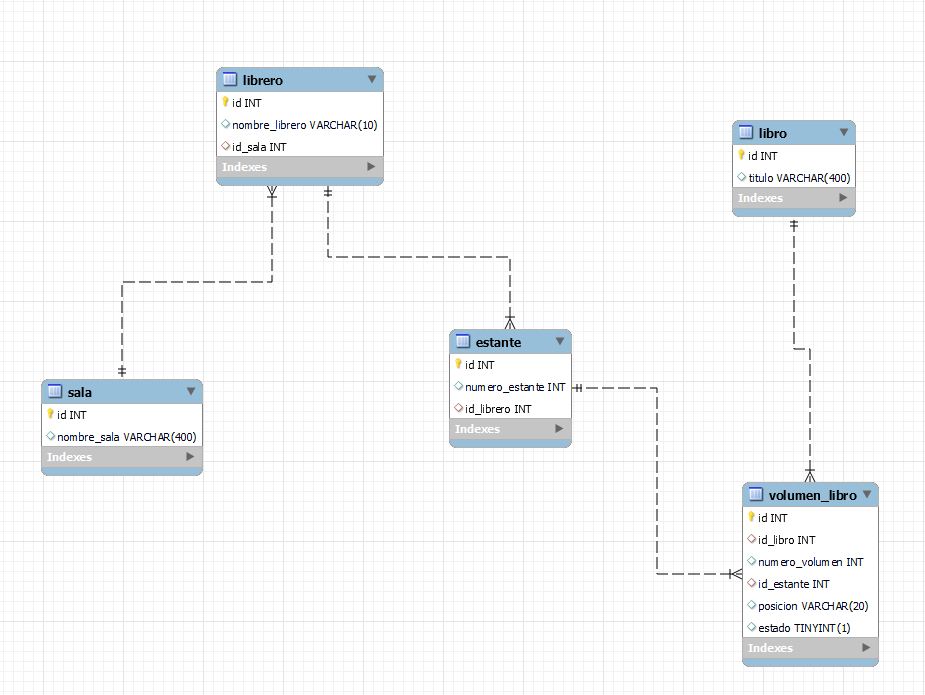 librero
id INT
nombre_librero VARCHAR(10)
id_sala INT
Indexes
libro
id INT
titulo VARCHAR(400)
Indexes
estante
id INT
numero_estante INT
id_librero INT
Indexes
sala
id INT
nombre_sala VARCHAR(400)
Indexes
volumen_libro
id INT
id_libro INT
numero_volumen INT
id_estante INT
posicion VARCHAR(20)
estado TINYINT(1)
Indexes